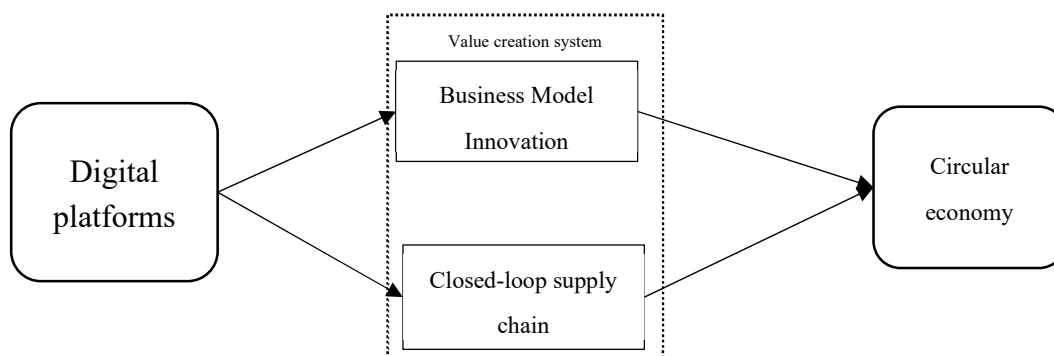 Value creation system
Business Model
Innovation
Digital
platforms
Circular
economy
Closed-loop supply
chain